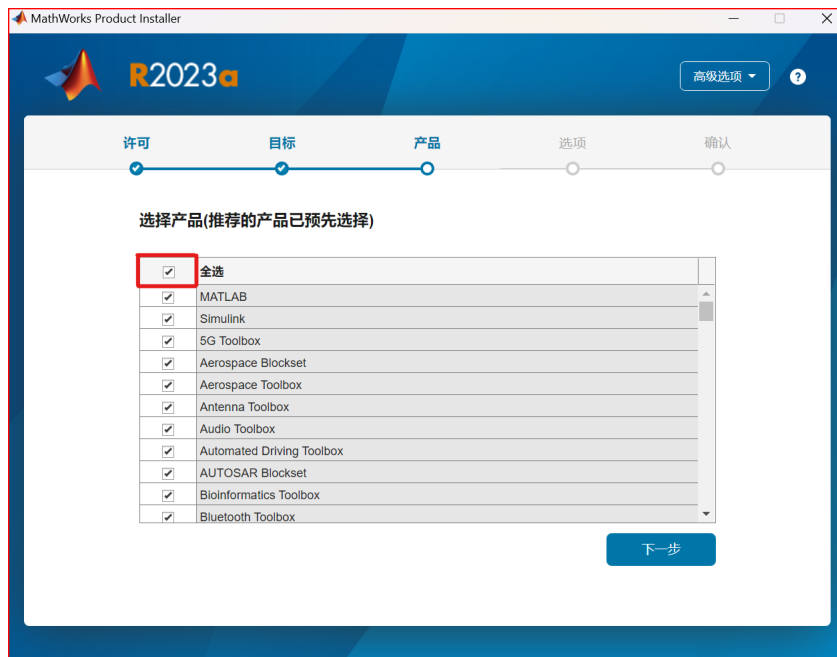 MathWorks Product Installer
R2023a
高级选项
?
许可 目标 产品 选项 确认
选择产品(推荐的产品已预先选择)
全选
MATLAB
Simulink
5G Toolbox
Aerospace Blockset
Aerospace Toolbox
Antenna Toolbox
Audio Toolbox
Automated Driving Toolbox
AUTOSAR Blockset
Bioinformatics Toolbox
Bluetooth Toolbox
下一步